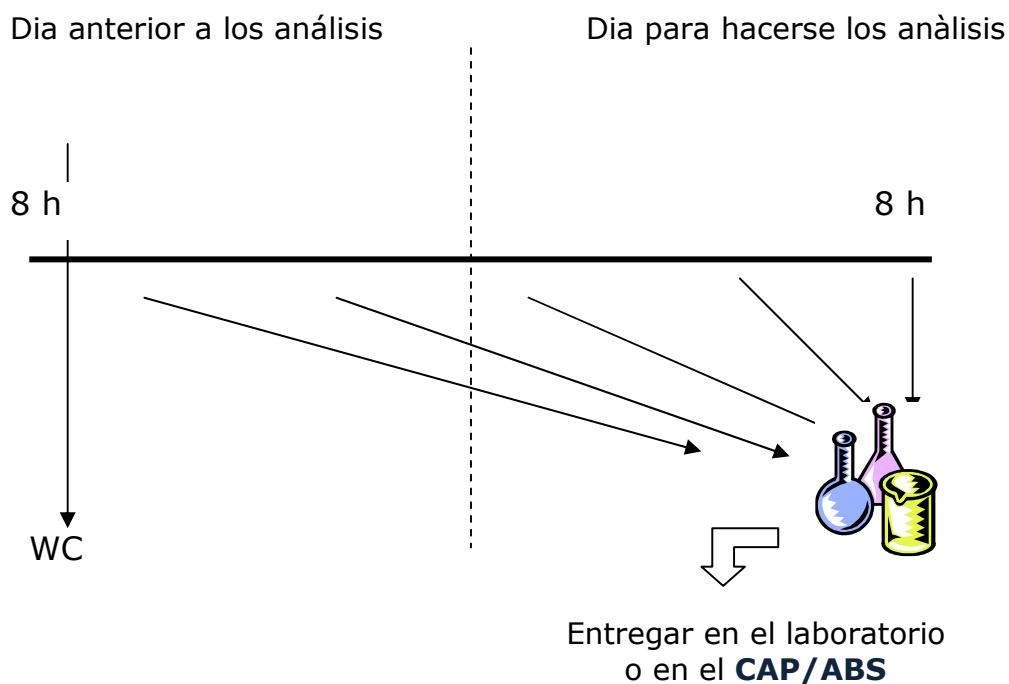 Dia anterior a los análisis
Dia para hacerse los anàlisis
8 h
8 h
WC
Entregar en el laboratorio
o en el CAP/ABS